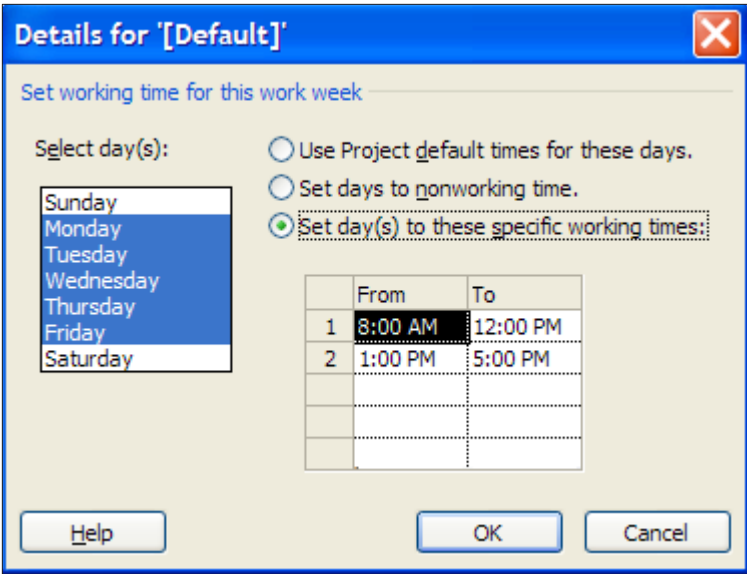 Details for '[Default]'
Set working time for this work week
Select day(s):
Sunday
Monday
Tuesday
Wednesday
Thursday
Friday
Saturday
Use Project default times for these days.
Set days to nonworking time.
Set day(s) to these specific working times:
From To
1 8:00 AM 12:00 PM
2 1:00 PM 5:00 PM
Help OK Cancel